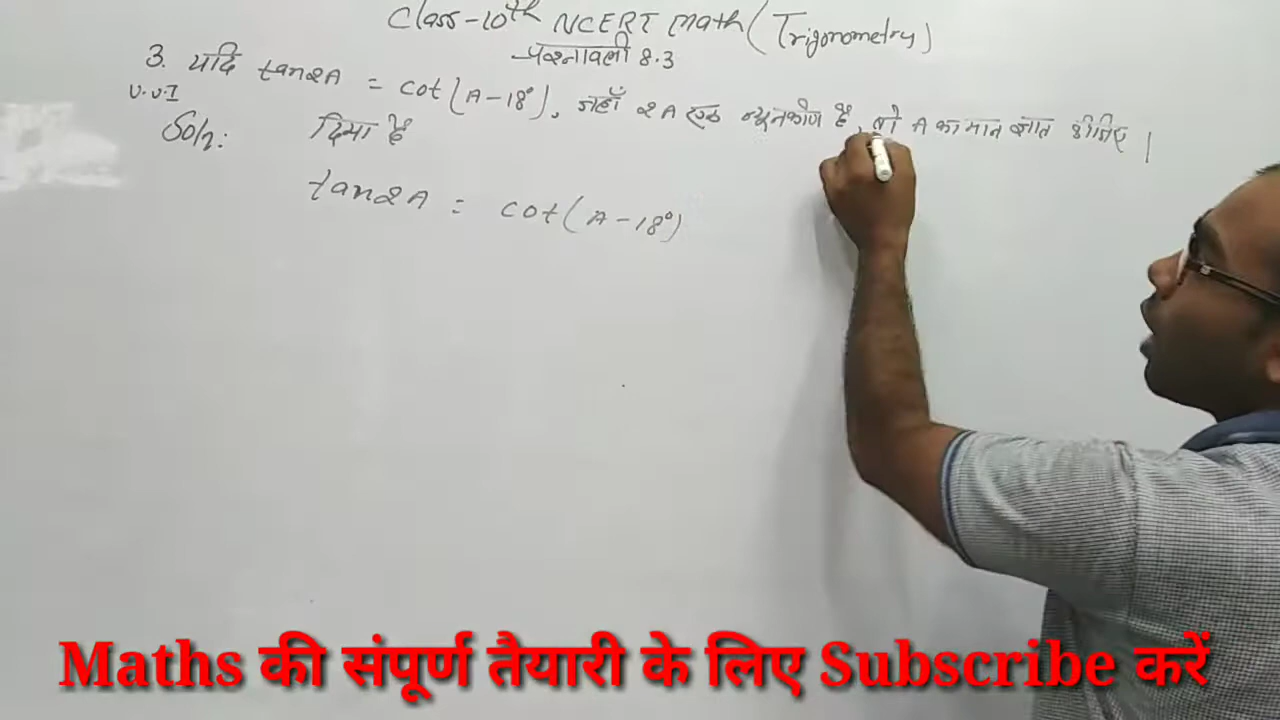 Class-10th NCERT Math (Trigonometry)
प्रश्नावली 8.3
3. यदि tan2A = cot(A-18°), जहाँ 2A एक न्यूनकोण है, तो A का मान ज्ञात कीजिए |
V.V.I
Soln: दिया है
tan2A = cot(A-18°)
Maths की संपूर्ण तैयारी के लिए Subscribe करें